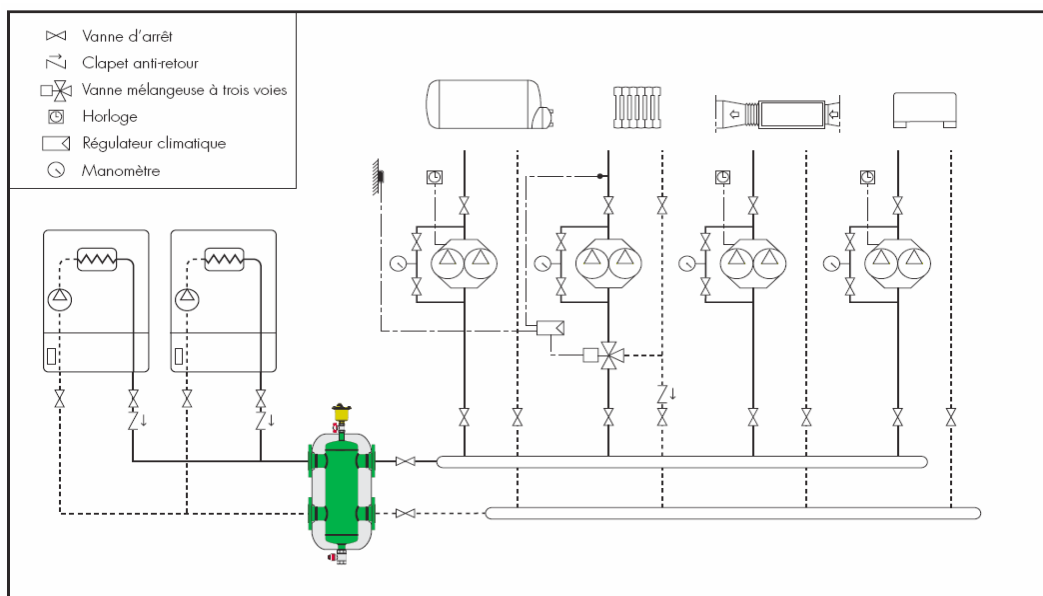 Vanne d'arrêt
Clapet anti-retour
Vanne mélangeuse à trois voies
Horloge
Régulateur climatique
Manomètre